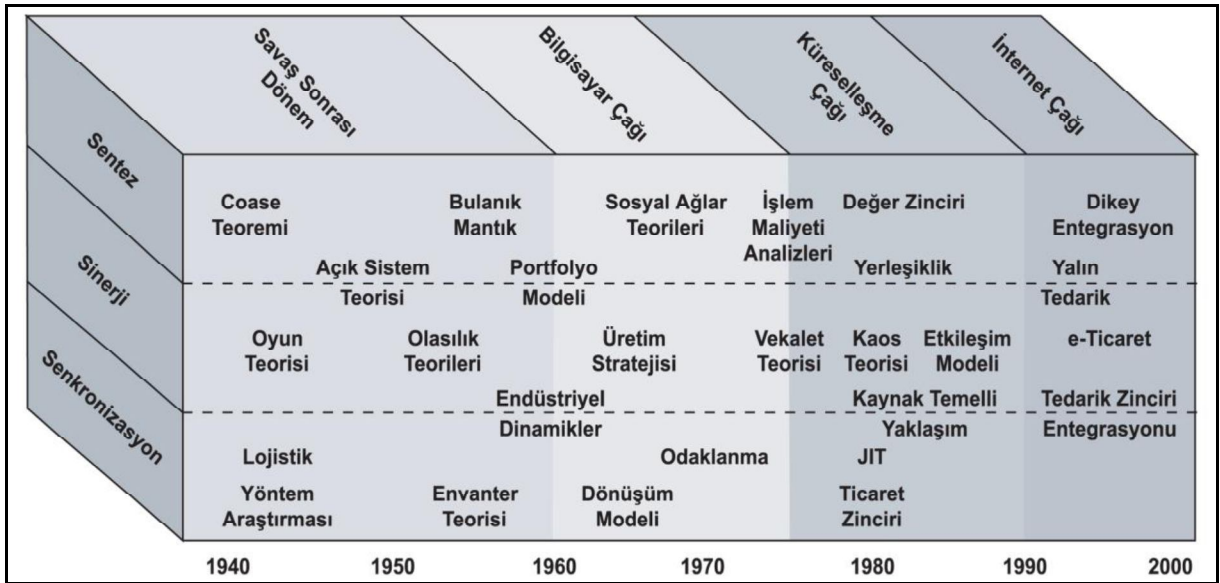 Savaş Sonrası
Dönem
Bilgisayar Çağı
Küreselleşme
Çağı
İnternet Çağı
Sentez
Sinerji
Senkronizasyon
Coase
Teoremi
Bulanık
Mantık
Sosyal Ağlar
Teorileri
İşlem
Maliyeti
Analizleri
Değer Zinciri
Dikey
Entegrasyon
Açık Sistem
Teorisi
Portfolyo
Modeli
Yerleşiklik
Yalın
Tedarik
Oyun
Teorisi
Olasılık
Teorileri
Üretim
Stratejisi
Vekalet
Teorisi
Kaos
Teorisi
Etkileşim
Modeli
e-Ticaret
Endüstriyel
Dinamikler
Kaynak Temelli
Yaklaşım
Tedarik Zinciri
Entegrasyonu
Lojistik
Odaklanma
JIT
Yöntem
Araştırması
Envanter
Teorisi
Dönüşüm
Modeli
Ticaret
Zinciri
1940 1950 1960 1970 1980 1990 2000